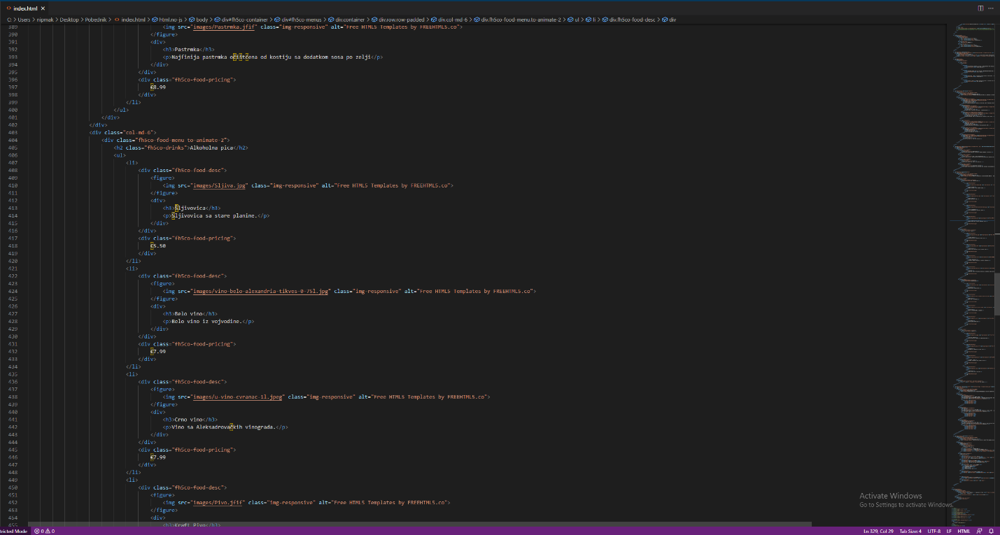 index.html
C: > Users > nipmak > Desktop > Pobednik > index.html > html.no-js > body > div#fh5co-container > div#fh5co-menus > div.container > div.row.row-padded > div.col-md-6 > div.fh5co-food-menu.to-animate-2 > ul > li > div.fh5co-food-desc > div
389 <img src="images/Pastrmka.jfif" class="img-responsive" alt="Free HTML5 Templates by FREEHTML5.co">
390 </figure>
391 <div>
392 <h3>Pastrmka</h3>
393 <p>Najfinija pastrmka očišćena od kostiju sa dodatkom sosa po zelji</p>
394 </div>
395 </div>
396 <div class="fh5co-food-pricing">
397 €8.99
398 </div>
399 </li>
400 </ul>
401 </div>
402 </div>
403 <div class="col-md-6">
404 <div class="fh5co-food-menu to-animate-2">
405 <h2 class="fh5co-drinks">Alkoholna pica</h2>
406 <ul>
407 <li>
408 <div class="fh5co-food-desc">
409 <figure>
410 <img src="images/Sljiva.jpg" class="img-responsive" alt="Free HTML5 Templates by FREEHTML5.co">
411 </figure>
412 <div>
413 <h3>Šljivovica</h3>
414 <p>Šljivovica sa stare planine.</p>
415 </div>
416 </div>
417 <div class="fh5co-food-pricing">
418 €5.50
419 </div>
420 </li>
421 <li>
422 <div class="fh5co-food-desc">
423 <figure>
424 <img src="images/vino-belo-alexandria-tikves-0-75l.jpg" class="img-responsive" alt="Free HTML5 Templates by FREEHTML5.co">
425 </figure>
426 <div>
427 <h3>Belo vino</h3>
428 <p>Belo vino iz vojvodine.</p>
429 </div>
430 </div>
431 <div class="fh5co-food-pricing">
432 €7.99
433 </div>
434 </li>
435 <li>
436 <div class="fh5co-food-desc">
437 <figure>
438 <img src="images/u-vino-cvranac-1l.jpeg" class="img-responsive" alt="Free HTML5 Templates by FREEHTML5.co">
439 </figure>
440 <div>
441 <h3>Crno vino</h3>
442 <p>Vino sa Aleksadrovačkih vinograda.</p>
443 </div>
444 </div>
445 <div class="fh5co-food-pricing">
446 €7.99
447 </div>
448 </li>
449 <li>
450 <div class="fh5co-food-desc">
451 <figure>
452 <img src="images/Pivo.jfif" class="img-responsive" alt="Free HTML5 Templates by FREEHTML5.co">
453 </figure>
454 <div>
455 <h3>Kraft Pivo</h3>
Activate Windows
Go to Settings to activate Windows.
tricted Mode 0 0 Ln 329, Col 29 Tab Size: 4 UTF-8 LF HTML